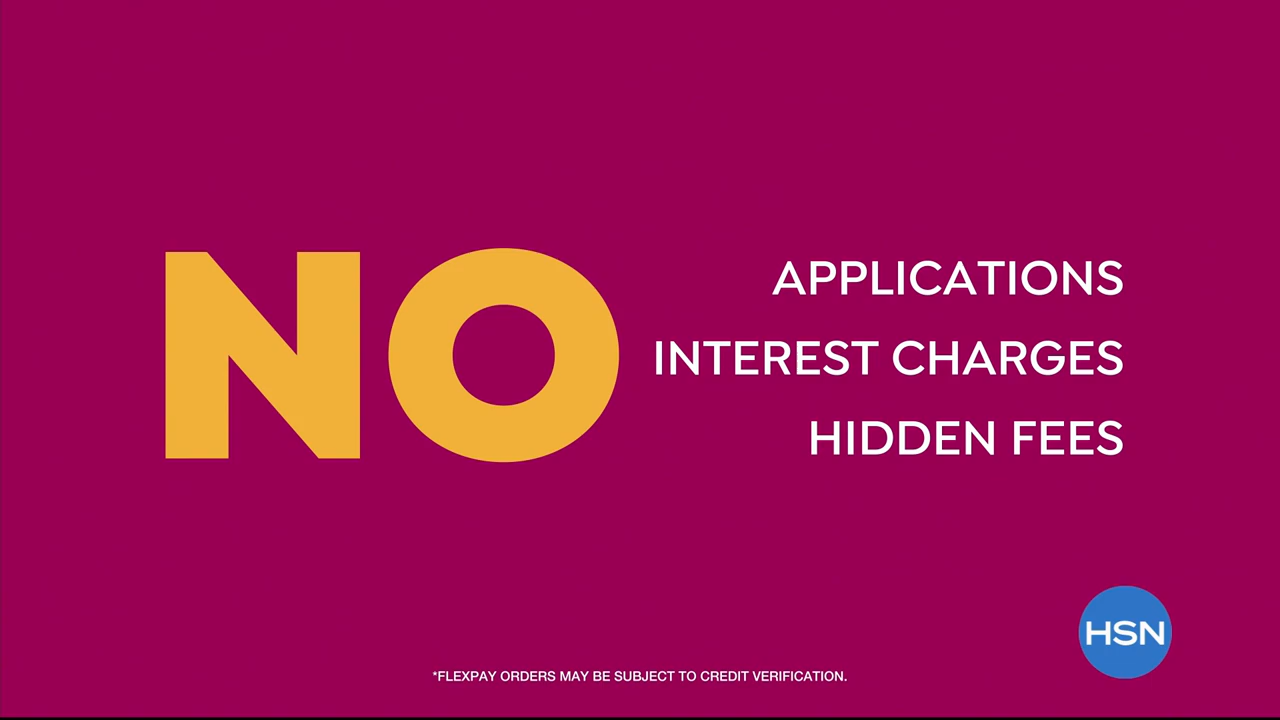 NO
APPLICATIONS
INTEREST CHARGES
HIDDEN FEES
HSN
*FLEXPAY ORDERS MAY BE SUBJECT TO CREDIT VERIFICATION.